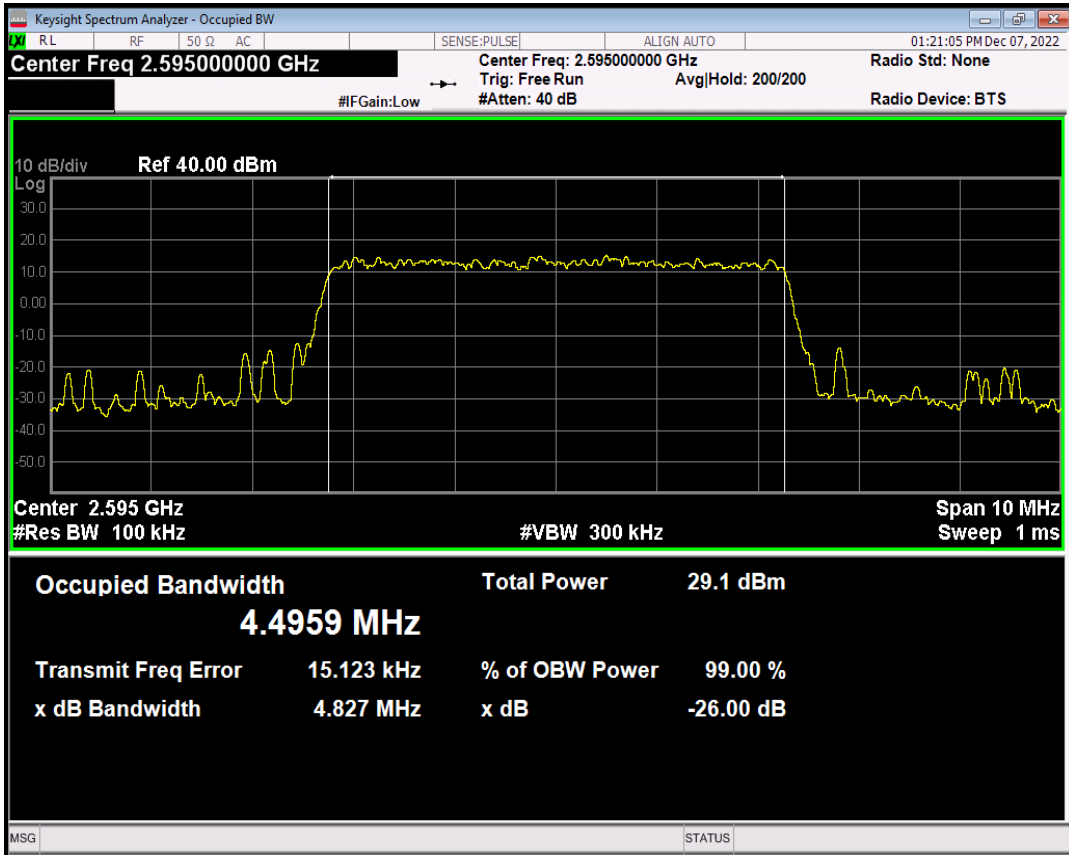 Keysight Spectrum Analyzer - Occupied BW
LXI RL RF 50 Ω AC SENSE:PULSE ALIGN AUTO 01:21:05 PM Dec 07, 2022
Center Freq 2.595000000 GHz Center Freq: 2.595000000 GHz Radio Std: None
Trig: Free Run Avg|Hold: 200/200
#IFGain:Low #Atten: 40 dB Radio Device: BTS
10 dB/div Ref 40.00 dBm
Log
30.0
20.0
10.0
0.00
-10.0
-20.0
-30.0
-40.0
-50.0
Center 2.595 GHz Span 10 MHz
#Res BW 100 kHz #VBW 300 kHz Sweep 1 ms
Occupied Bandwidth Total Power 29.1 dBm
4.4959 MHz
Transmit Freq Error 15.123 kHz % of OBW Power 99.00 %
x dB Bandwidth 4.827 MHz x dB -26.00 dB
MSG STATUS